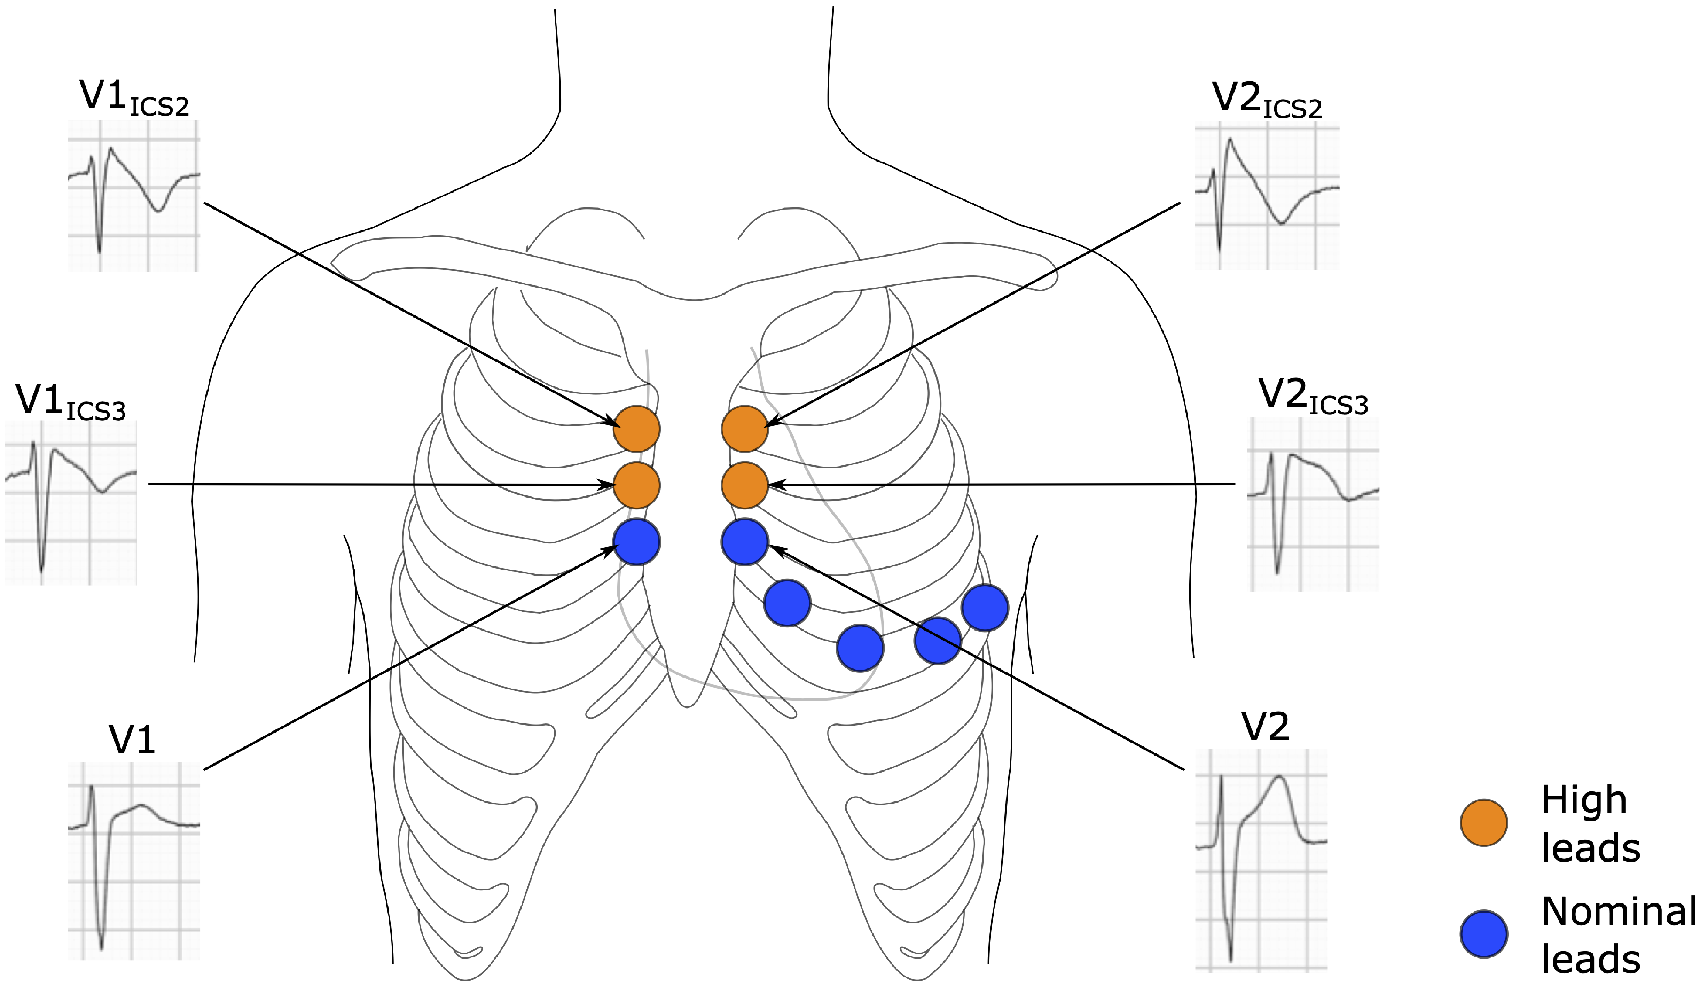 V1ICS2
V2ICS2
V1ICS3
V2ICS3
V1
V2
High
leads
Nominal
leads